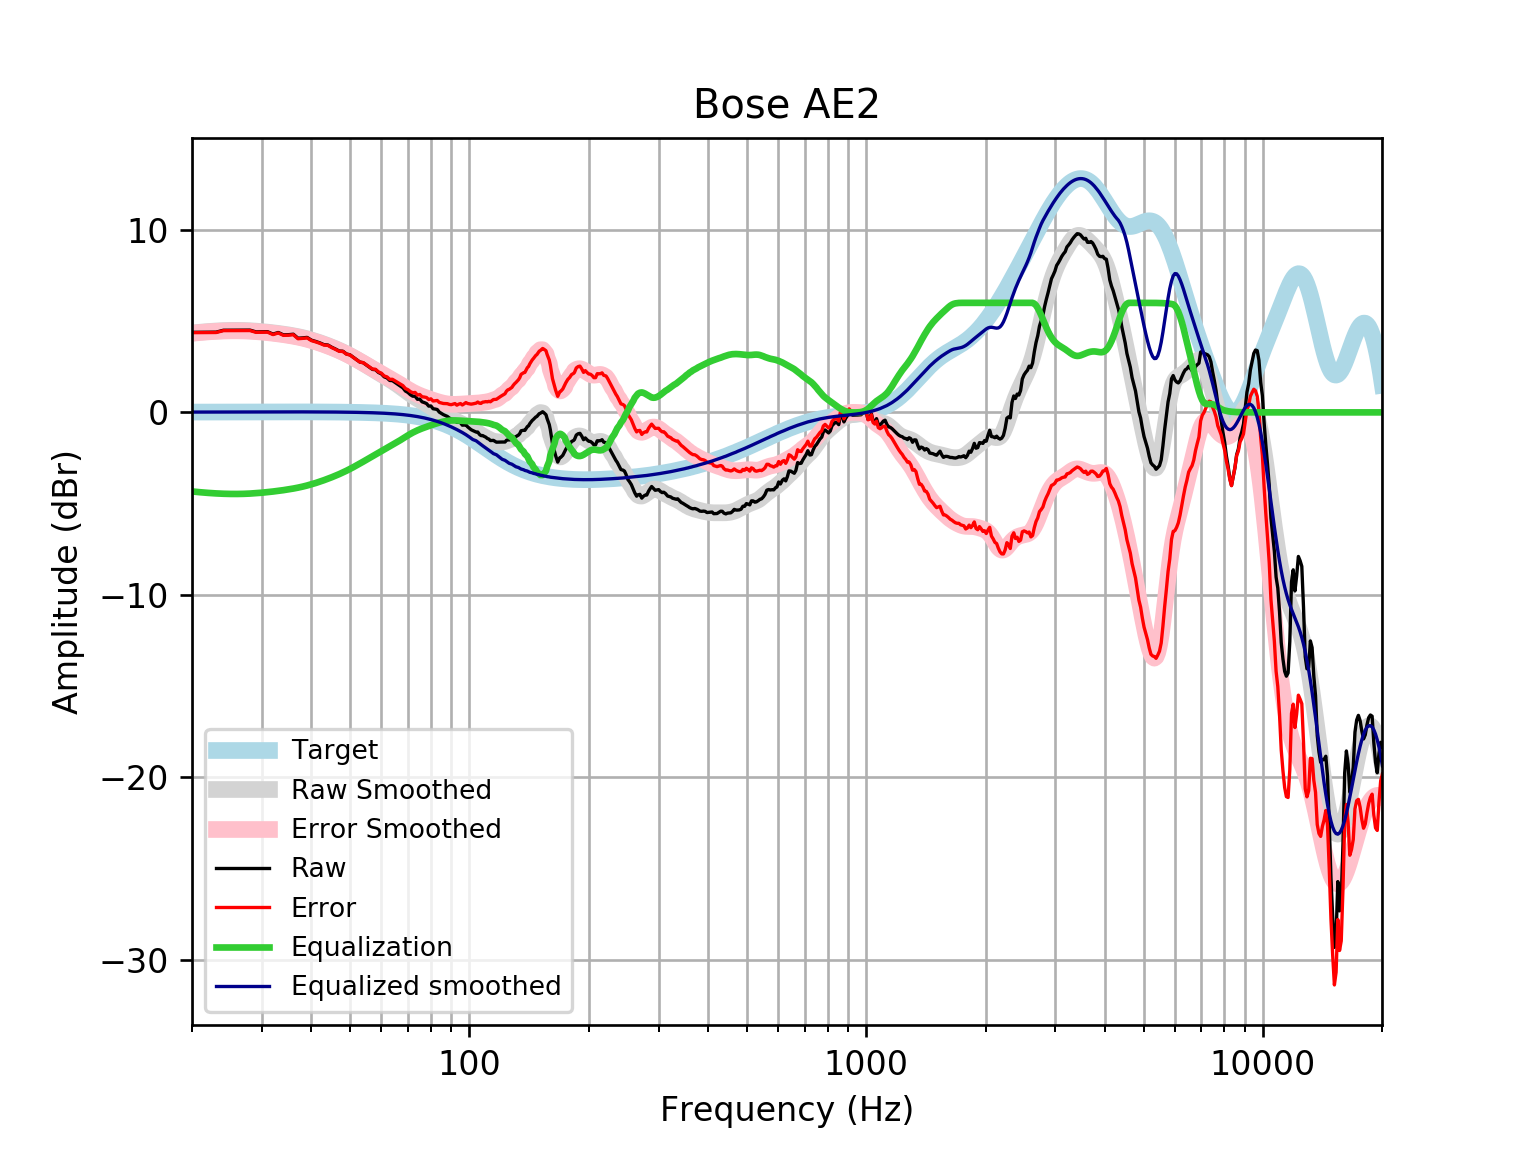 Bose AE2
10
0
−10
−20
−30
Amplitude (dBr)
Target
Raw Smoothed
Error Smoothed
Raw
Error
Equalization
Equalized smoothed
100
1000
10000
Frequency (Hz)